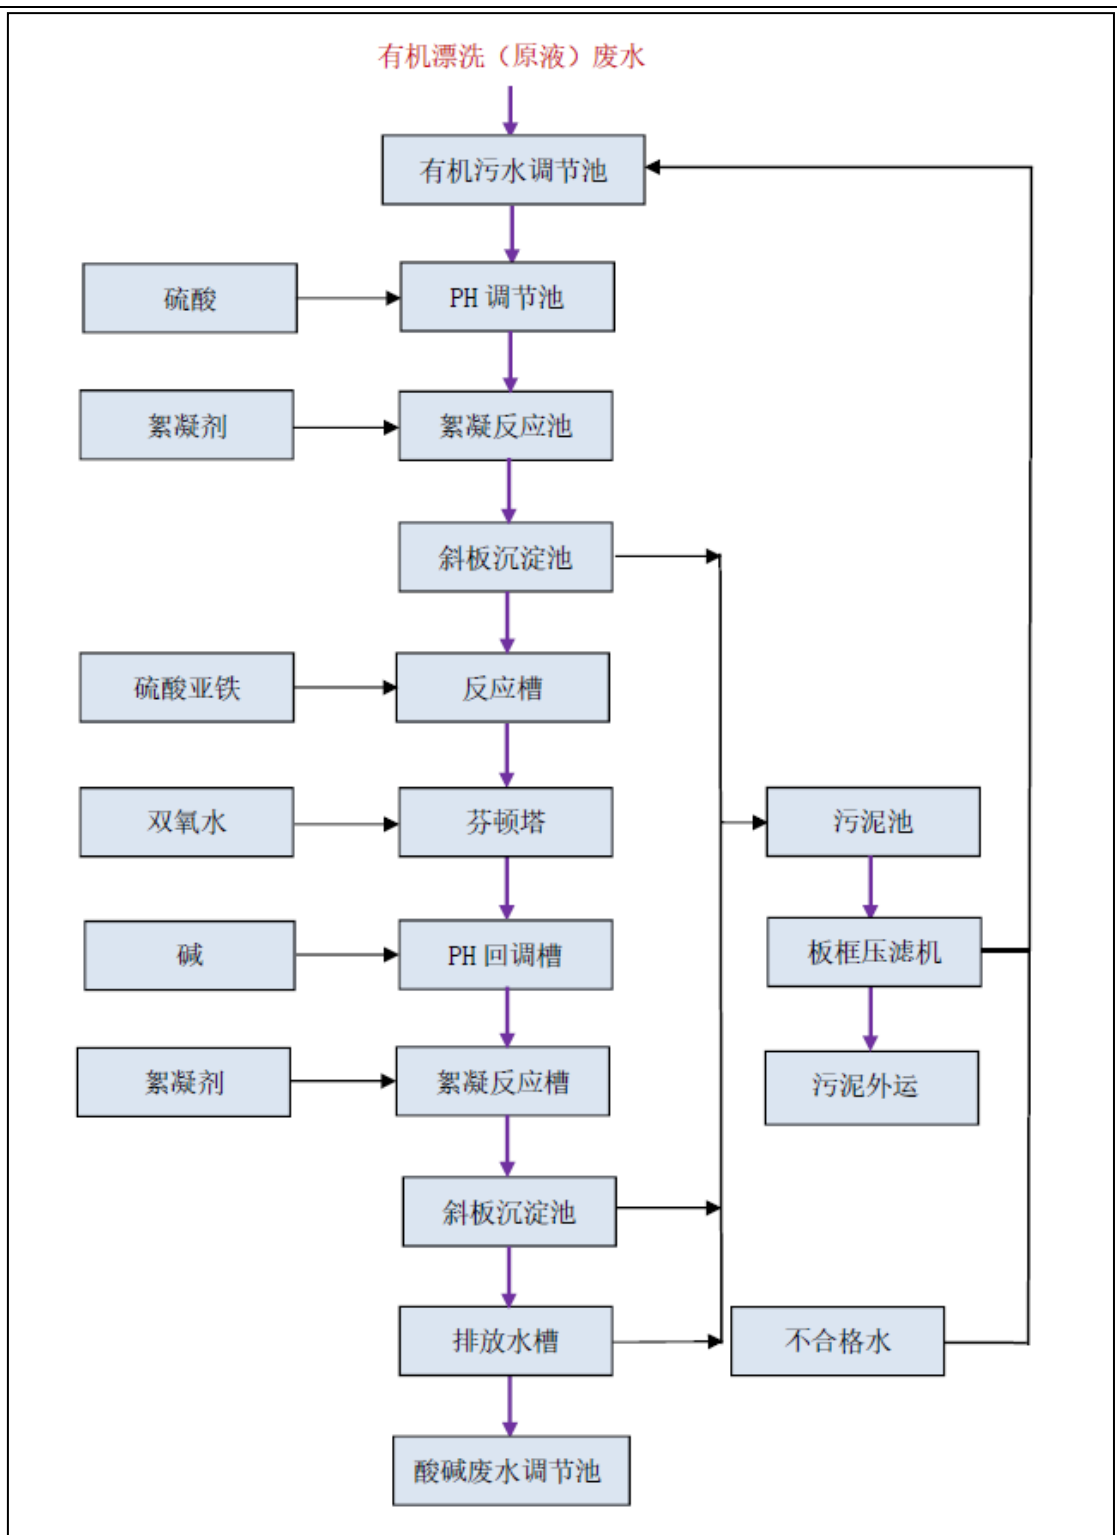 有机漂洗（原液）废水
有机污水调节池
硫酸
PH 调节池
絮凝剂
絮凝反应池
斜板沉淀池
硫酸亚铁
反应槽
双氧水
芬顿塔
污泥池
碱
PH 回调槽
板框压滤机
絮凝剂
絮凝反应槽
污泥外运
斜板沉淀池
排放水槽
不合格水
酸碱废水调节池